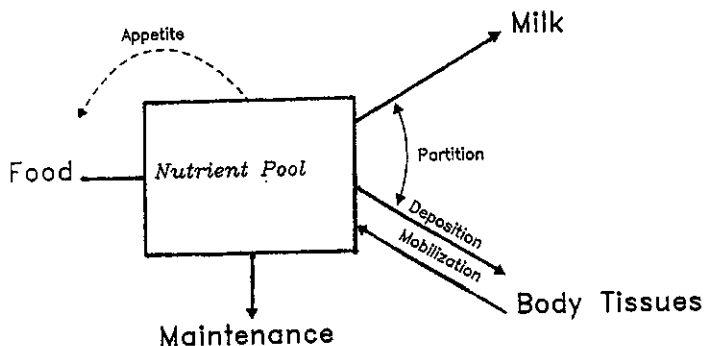 Milk
Appetite
Partition
Food
Nutrient Pool
Deposition
Mobilization
Body Tissues
Maintenance